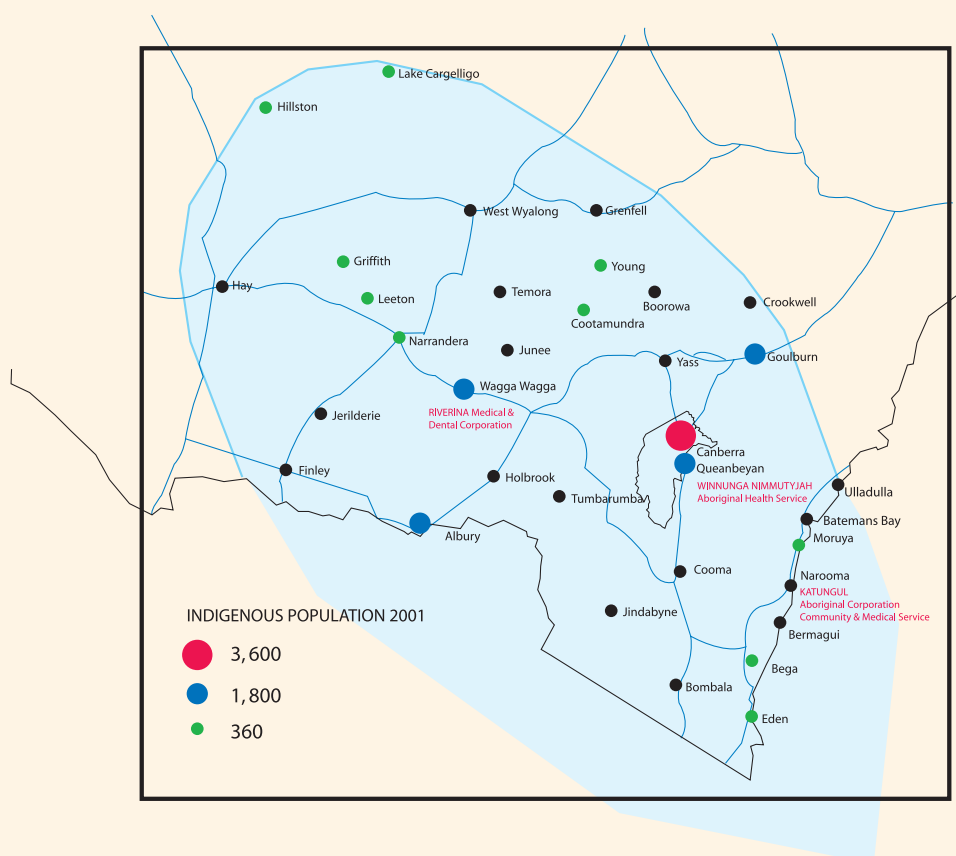 Lake Cargelligo
Hillston
West Wyalong
Grenfell
Griffith
Young
Hay
Leeton
Temora
Boorowa
Crookwell
Cootamundra
Narrandera
Junee
Yass
Goulburn
Wagga Wagga
RIVERINA Medical &
Dental Corporation
Jerilderie
Canberra
Queanbeyan
WINNUNGA NIMMUTYJAH
Aboriginal Health Service
Finley
Holbrook
Tumbarumba
Ulladulla
Batemans Bay
Albury
Moruya
Cooma
Narooma
KATUNGUL
Aboriginal Corporation
Community & Medical Service
Jindabyne
Bermagui
INDIGENOUS POPULATION 2001
3,600
1,800
360
Bega
Bombala
Eden